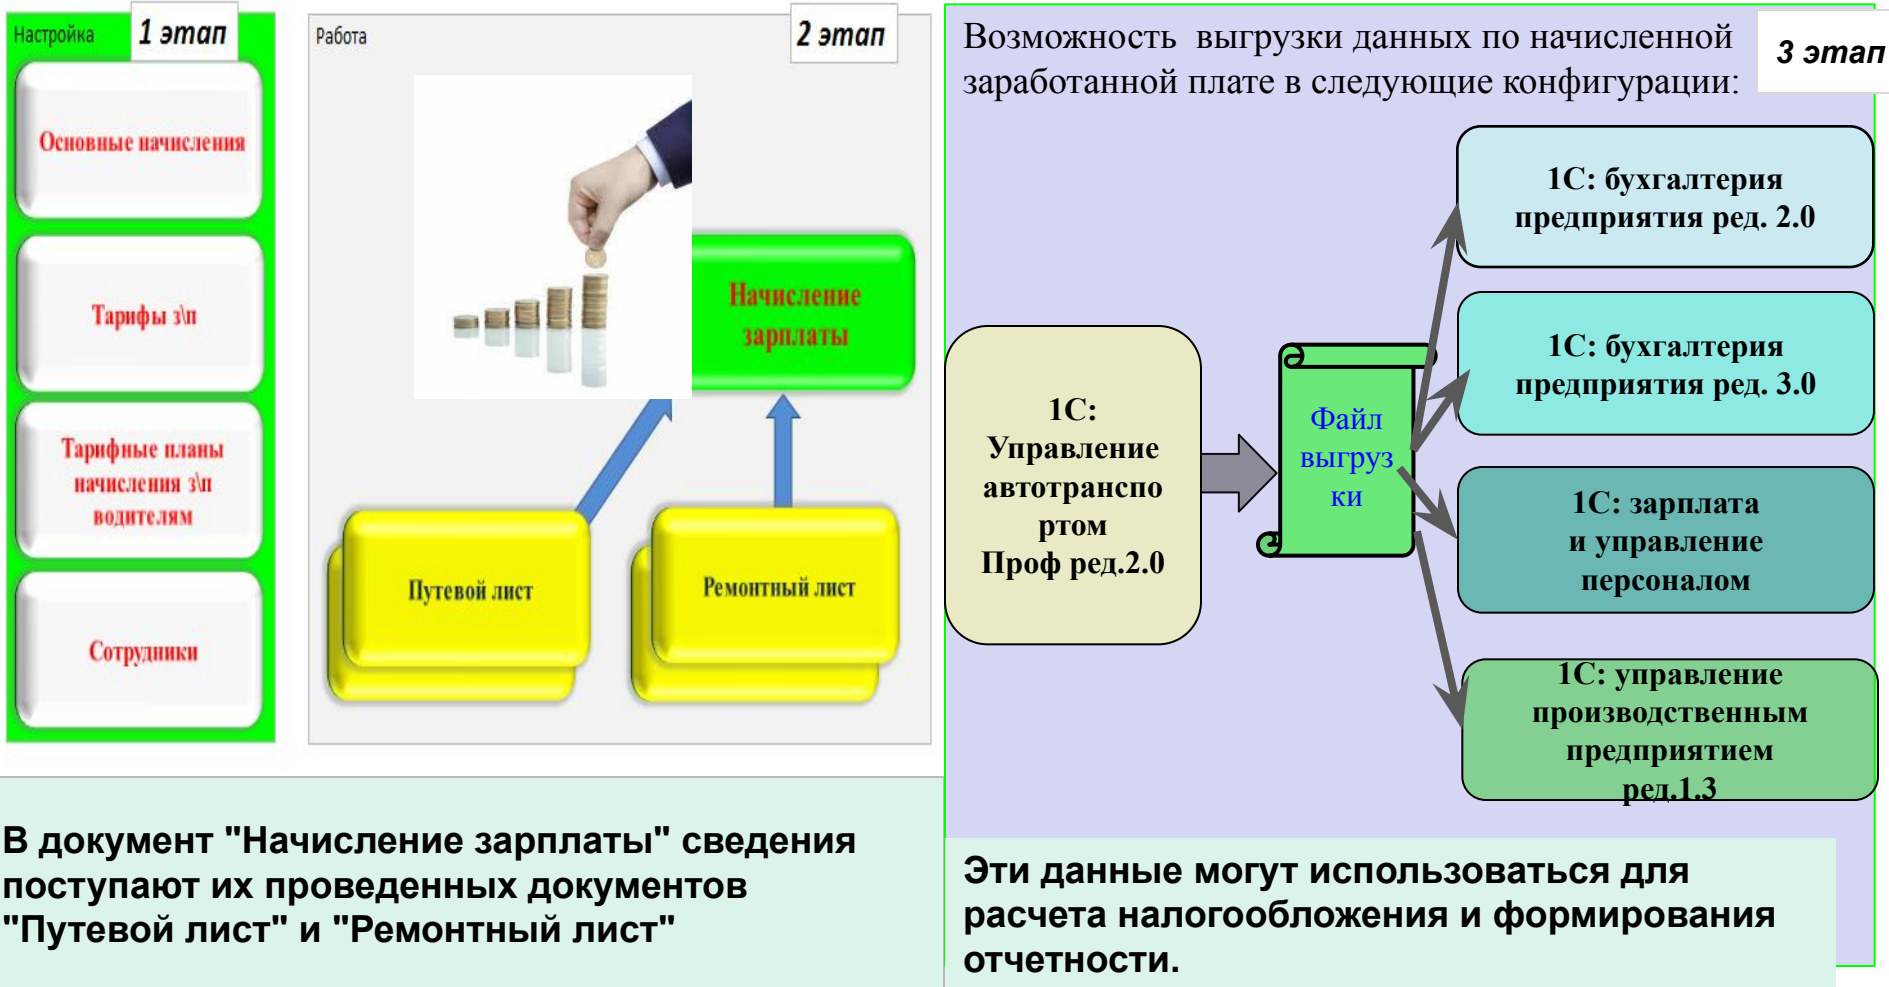 Настройка
1 этап
Основные начисления
Тарифы з\п
Тарифные планы
начисления з\п
водителям
Сотрудники
Работа
2 этап
Начисление
зарплаты
Путевой лист
Ремонтный лист
В документ "Начисление зарплаты" сведения
поступают их проведенных документов
"Путевой лист" и "Ремонтный лист"
Возможность выгрузки данных по начисленной
заработанной плате в следующие конфигурации:
3 этап
1С:
Управление
автотранспо
ртом
Проф ред.2.0
Файл
выгруз
ки
1С: бухгалтерия
предприятия ред. 2.0
1С: бухгалтерия
предприятия ред. 3.0
1С: зарплата
и управление
персоналом
1С: управление
производственным
предприятием
ред.1.3
Эти данные могут использоваться для
расчета налогообложения и формирования
отчетности.